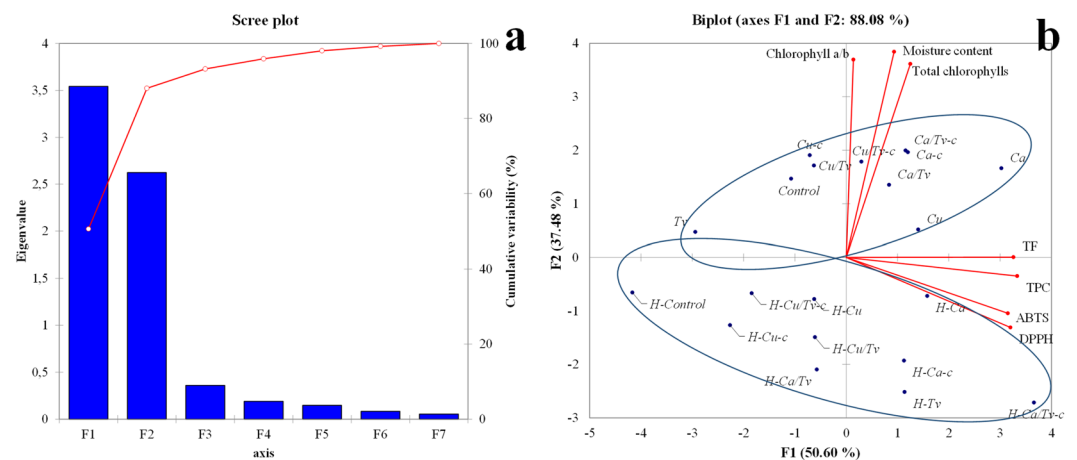 Scree plot
a
4
3,5
3
2,5
2
1,5
1
0,5
0
Eigenvalue
100
80
60
40
20
0
Cumulative variability (%)
F1 F2 F3 F4 F5 F6 F7
axis
Biplot (axes F1 and F2: 88.08 %)
b
4
3
2
1
0
-1
-2
-3
F2 (37.48 %)
Chlorophyll a/b
Moisture content
Total chlorophylls
Cu-c
Cu/Tv-c
Ca/Tv-c
Ca-c
Cu/Tv
Ca/Tv
Ca
Control
Tv
Cu
TF
TPC
H-Control
H-Cu/Tv-c
H-Cu
H-Ca
ABTS
DPPH
H-Cu-c
H-Cu/Tv
H-Ca/Tv
H-Ca-c
H-Tv
H-Ca/Tv-c
-5 -4 -3 -2 -1 0 1 2 3 4
F1 (50.60 %)